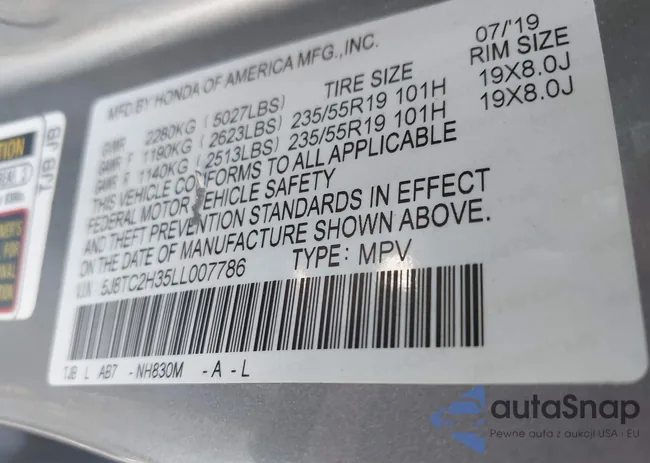 MFD.BY HONDA OF AMERICA MFG.,INC. 07/'19
TIRE SIZE RIM SIZE
GVWR 2280KG (5027LBS)
GAWR F 1190KG (2623LBS) 235/55R19 101H 19X8.0J
GAWR R 1140KG (2513LBS) 235/55R19 101H 19X8.0J
THIS VEHICLE CONFORMS TO ALL APPLICABLE
FEDERAL MOTOR VEHICLE SAFETY
AND THEFT PREVENTION STANDARDS IN EFFECT
ON THE DATE OF MANUFACTURE SHOWN ABOVE.
V.I.N: 5J8TC2H35LL007786 TYPE: MPV
TJB L AB7 -NH830M -A-L
autaSnap
Pewne auta z aukcji USA - EU